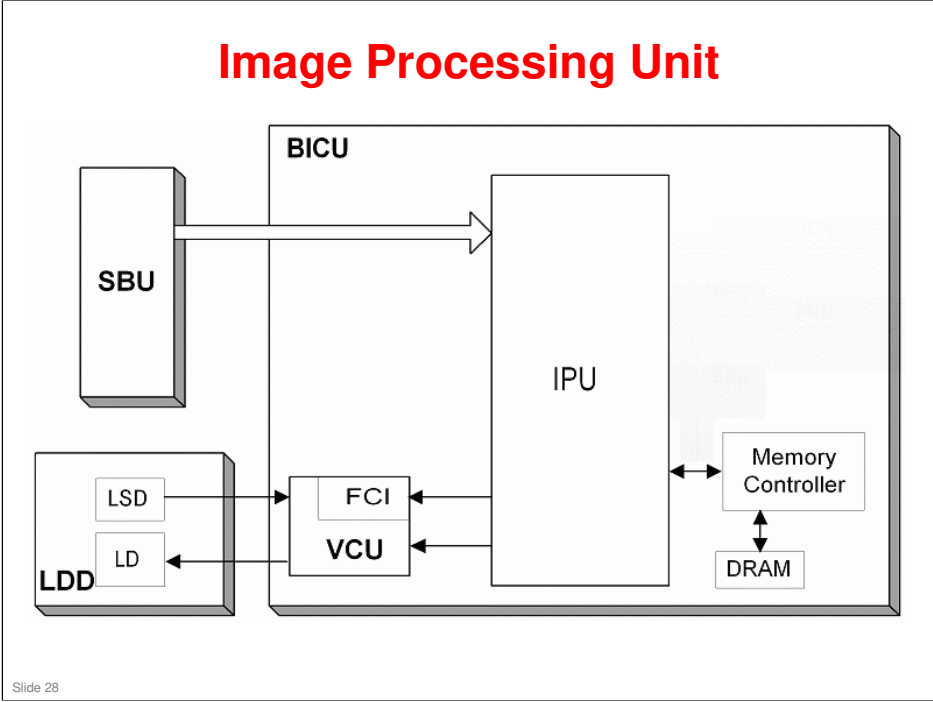 Image Processing Unit
BICU
SBU
IPU
Memory
Controller
LSD
FCI
LD
VCU
LDD
DRAM
Slide 28